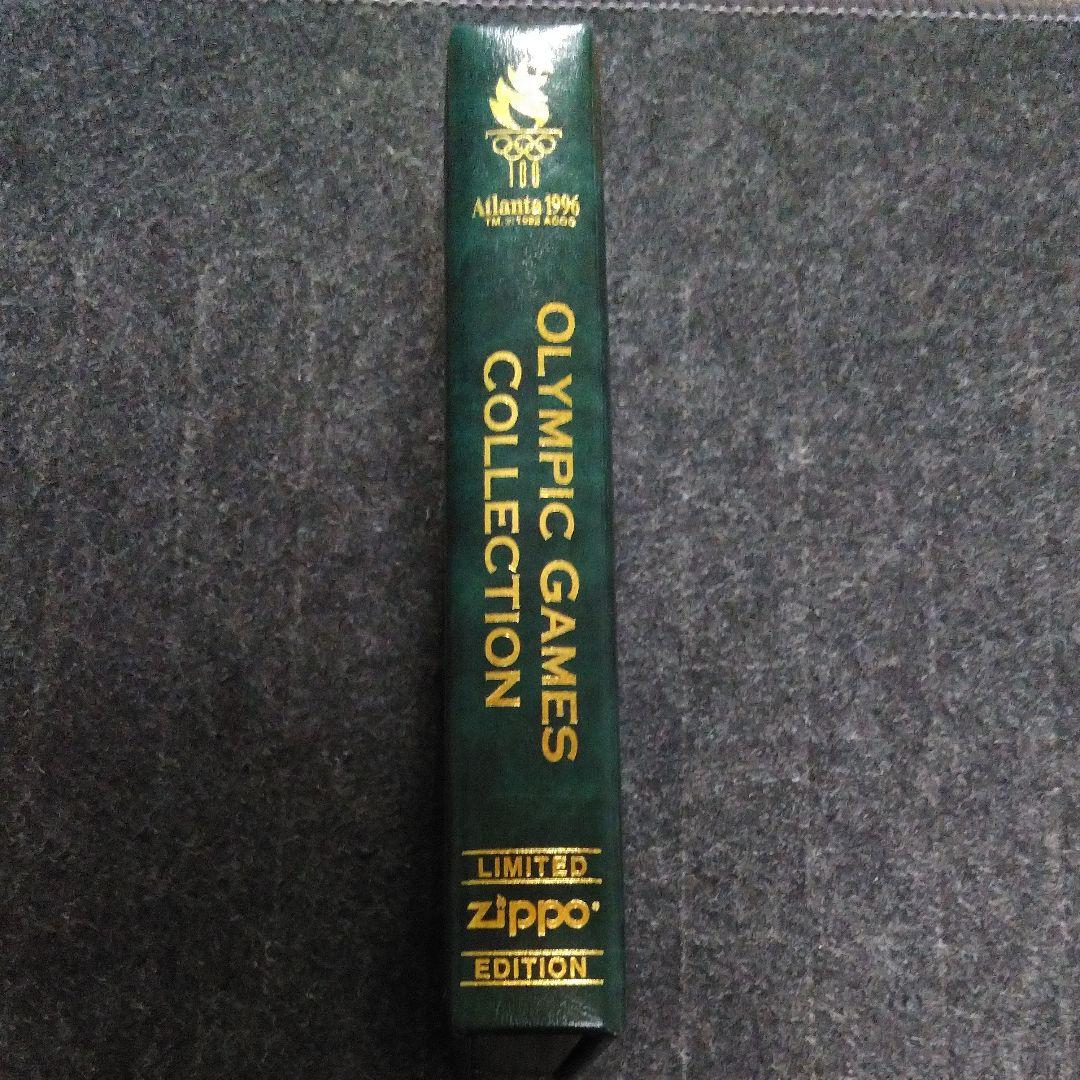 100
Atlanta 1996
OLYMPIC GAMES
COLLECTION
LIMITED
zippo
EDITION